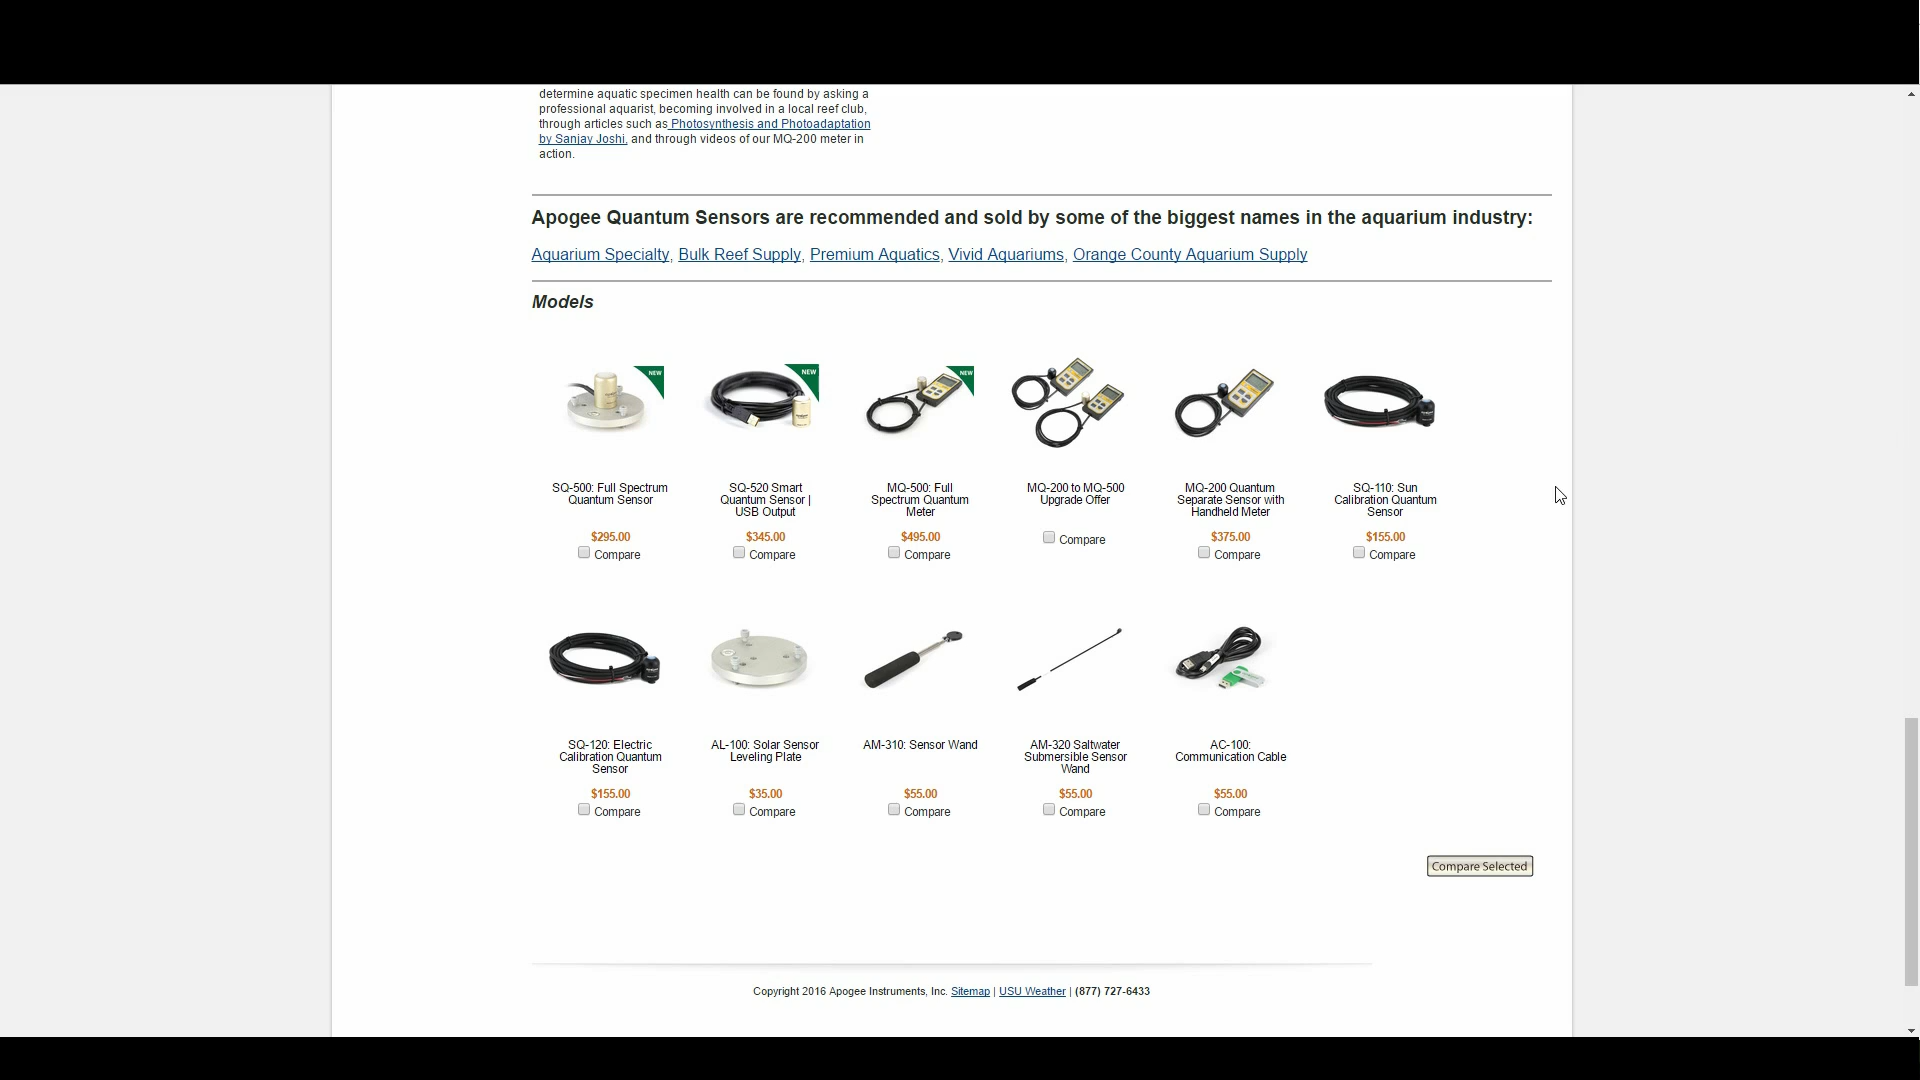 determine aquatic specimen health can be found by asking a
professional aquarist, becoming involved in a local reef club,
through articles such as Photosynthesis and Photoadaptation
by Sanjay Joshi, and through videos of our MQ-200 meter in
action.
Apogee Quantum Sensors are recommended and sold by some of the biggest names in the aquarium industry:
Aquarium Specialty, Bulk Reef Supply, Premium Aquatics, Vivid Aquariums, Orange County Aquarium Supply
Models
NEW
NEW
NEW
SQ-500: Full Spectrum
Quantum Sensor
$295.00
Compare
SQ-520 Smart
Quantum Sensor |
USB Output
$345.00
Compare
MQ-500: Full
Spectrum Quantum
Meter
$495.00
Compare
MQ-200 to MQ-500
Upgrade Offer
Compare
MQ-200 Quantum
Separate Sensor with
Handheld Meter
$375.00
Compare
SQ-110: Sun
Calibration Quantum
Sensor
$155.00
Compare
SQ-120: Electric
Calibration Quantum
Sensor
$155.00
Compare
AL-100: Solar Sensor
Leveling Plate
$35.00
Compare
AM-310: Sensor Wand
$55.00
Compare
AM-320 Saltwater
Submersible Sensor
Wand
$55.00
Compare
AC-100:
Communication Cable
$55.00
Compare
Compare Selected
Copyright 2016 Apogee Instruments, Inc. Sitemap | USU Weather | (877) 727-6433